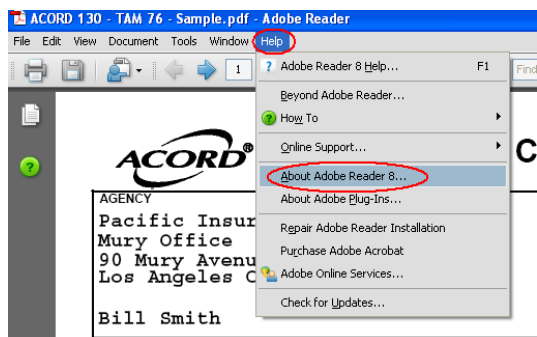 ACORD 130 - TAM 76 - Sample.pdf - Adobe Reader
File Edit View Document Tools Window Help
1
Find
Adobe Reader 8 Help... F1
Beyond Adobe Reader...
How To
Online Support...
About Adobe Reader 8...
About Adobe Plug-Ins...
Repair Adobe Reader Installation
Purchase Adobe Acrobat
Adobe Online Services...
Check for Updates...
ACORD® C
AGENCY
Pacific Insur
Mury Office
90 Mury Avenu
Los Angeles C
Bill Smith